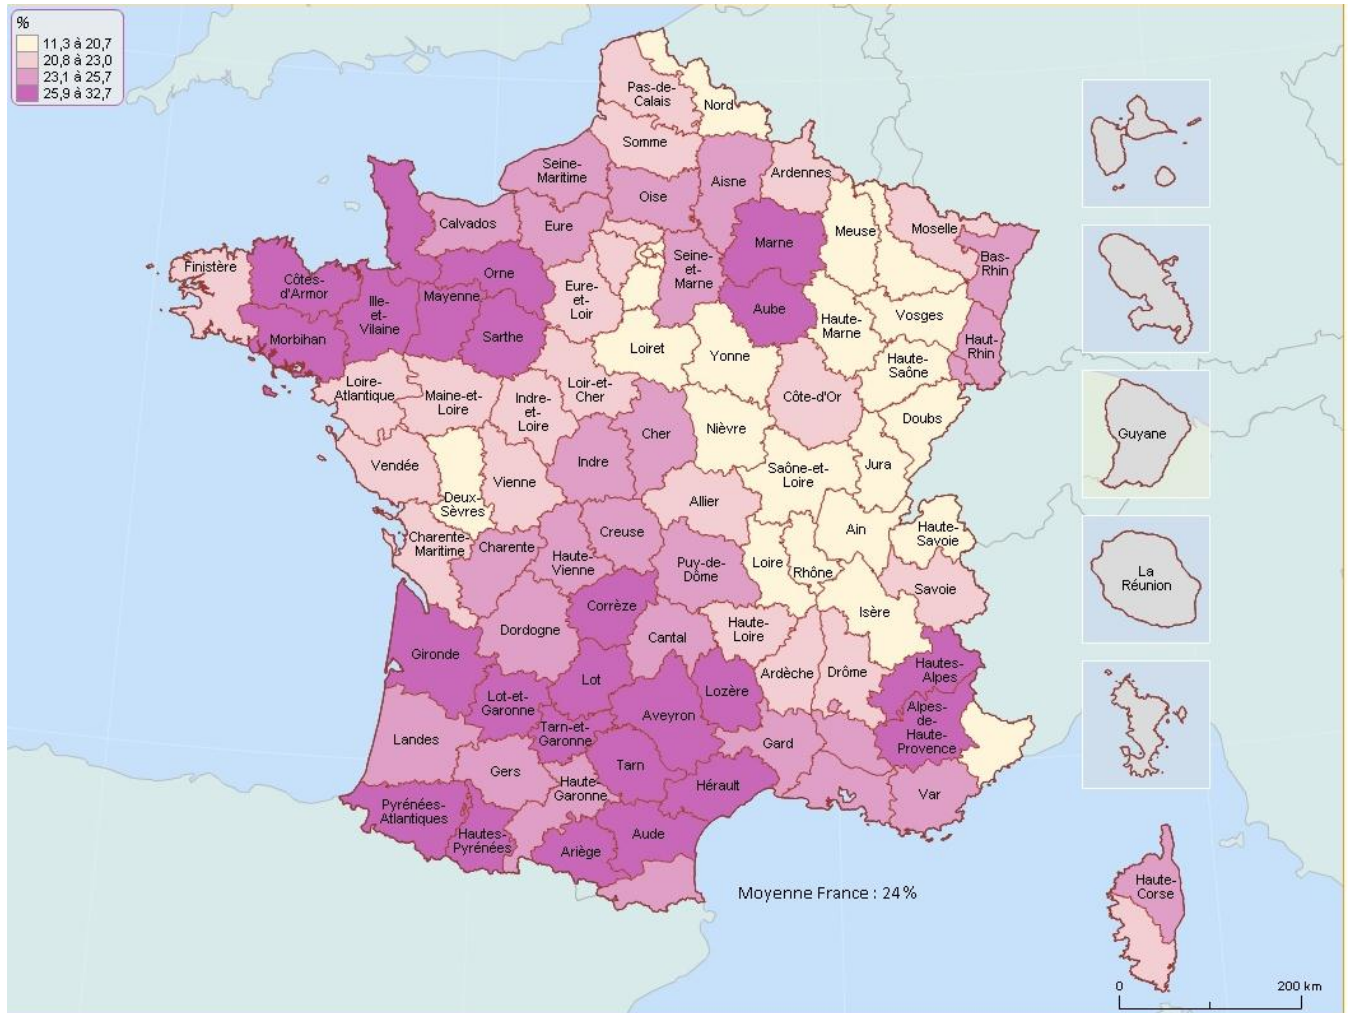 %
11,3 à 20,7
20,8 à 23,0
23,1 à 25,7
25,9 à 32,7
Pas-de-
Calais
Nord
Somme
Seine-
Maritime
Oise
Aisne
Ardennes
Calvados
Eure
Marne
Meuse
Moselle
Bas-
Rhin
Seine-
et-
Marne
Finistère
Côtes-
d'Armor
Orne
Ille-
et-
Vilaine
Mayenne
Eure-
et-
Loir
Aube
Haute-
Marne
Vosges
Haut-
Rhin
Morbihan
Sarthe
Loiret
Yonne
Haute-
Saône
Loire-
Atlantique
Maine-et-
Loire
Indre-
et-
Loire
Loir-et-
Cher
Côte-d'Or
Doubs
Cher
Nièvre
Vendée
Indre
Vienne
Saône-et-
Loire
Jura
Deux-
Sèvres
Allier
Ain
Haute-
Savoie
Charente-
Maritime
Charente
Haute-
Vienne
Creuse
Puy-de-
Dôme
Loire
Rhône
Savoie
Corrèze
Isère
Dordogne
Cantal
Haute-
Loire
Gironde
Ardèche
Drôme
Hautes-
Alpes
Lot-et-
Garonne
Lot
Lozère
Aveyron
Alpes-
de-
Haute-
Provence
Landes
Tarn-et-
Garonne
Gard
Gers
Tarn
Haute-
Garonne
Hérault
Var
Pyrénées-
Atlantiques
Hautes-
Pyrénées
Ariège
Aude
Moyenne France : 24%
Guyane
La
Réunion
Haute-
Corse
0 200 km